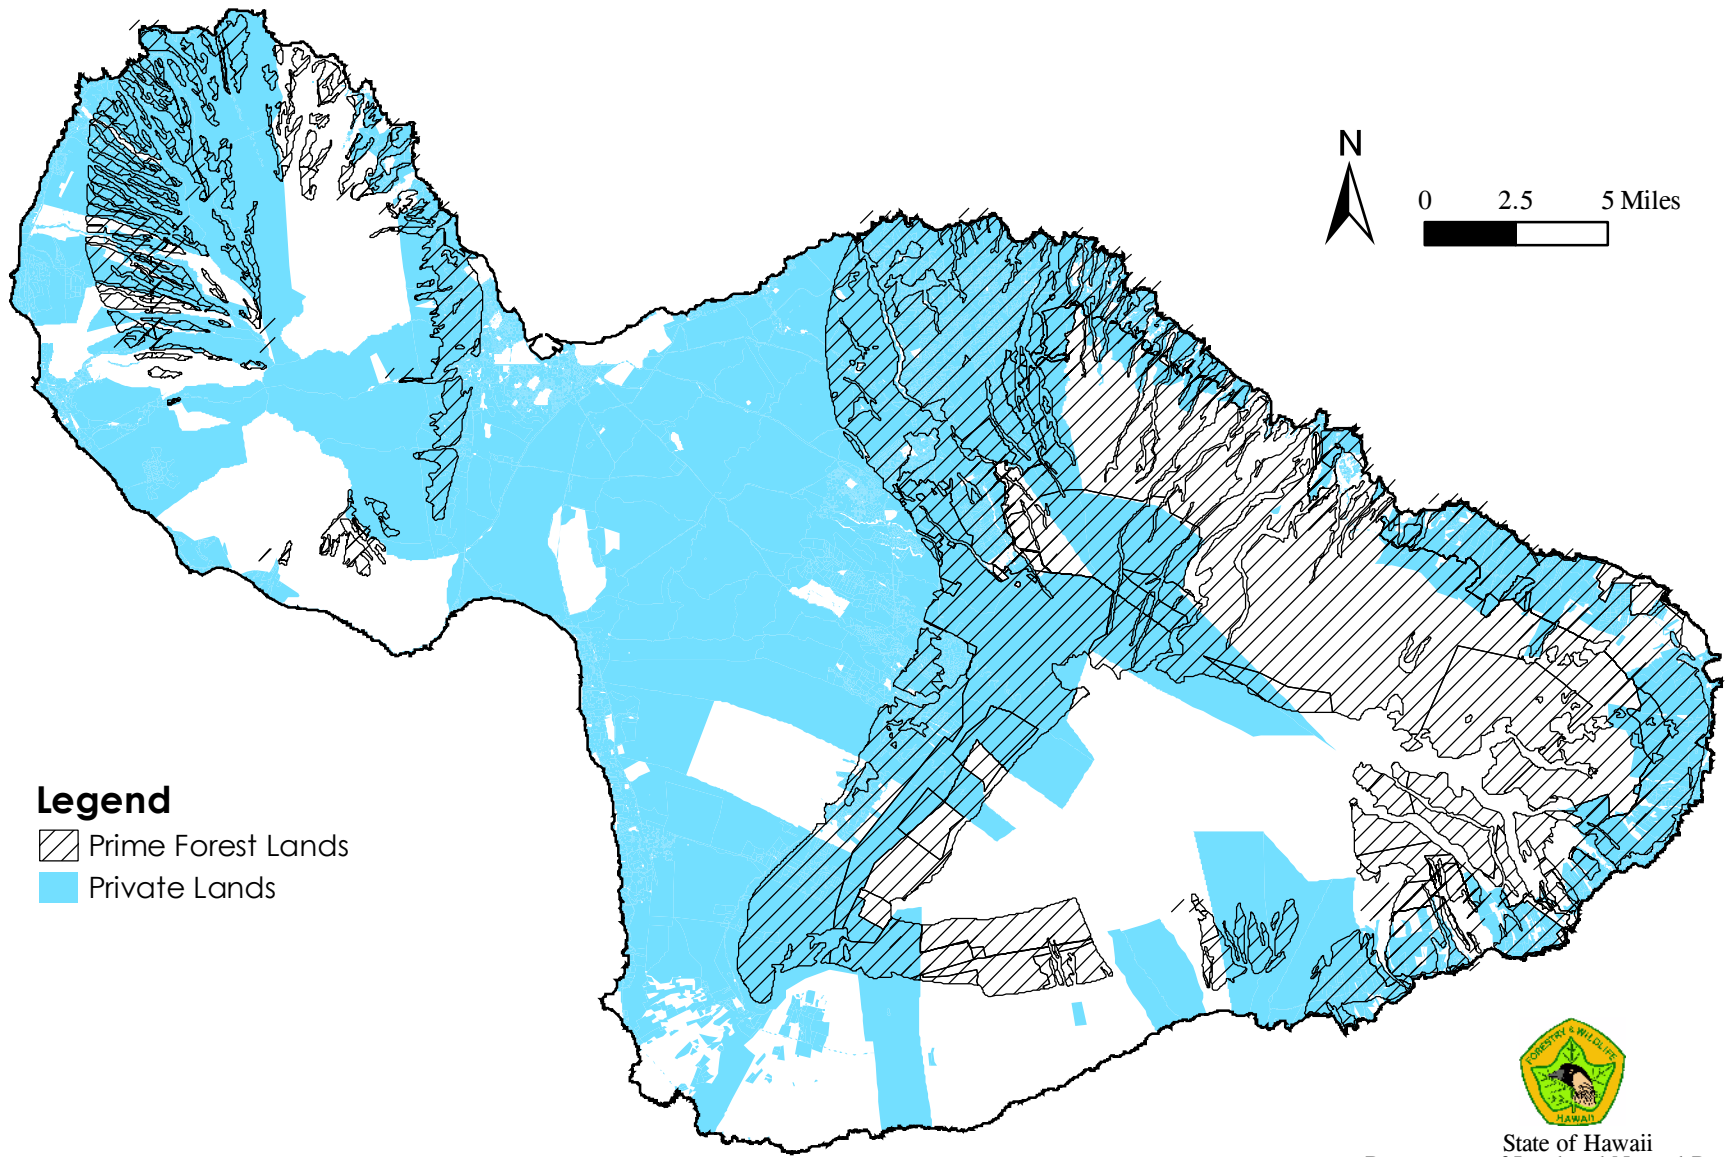 N
0 2.5 5 Miles
Legend
Prime Forest Lands
Private Lands
FORESTRY & WILDLIFE
HAWAII
State of Hawaii